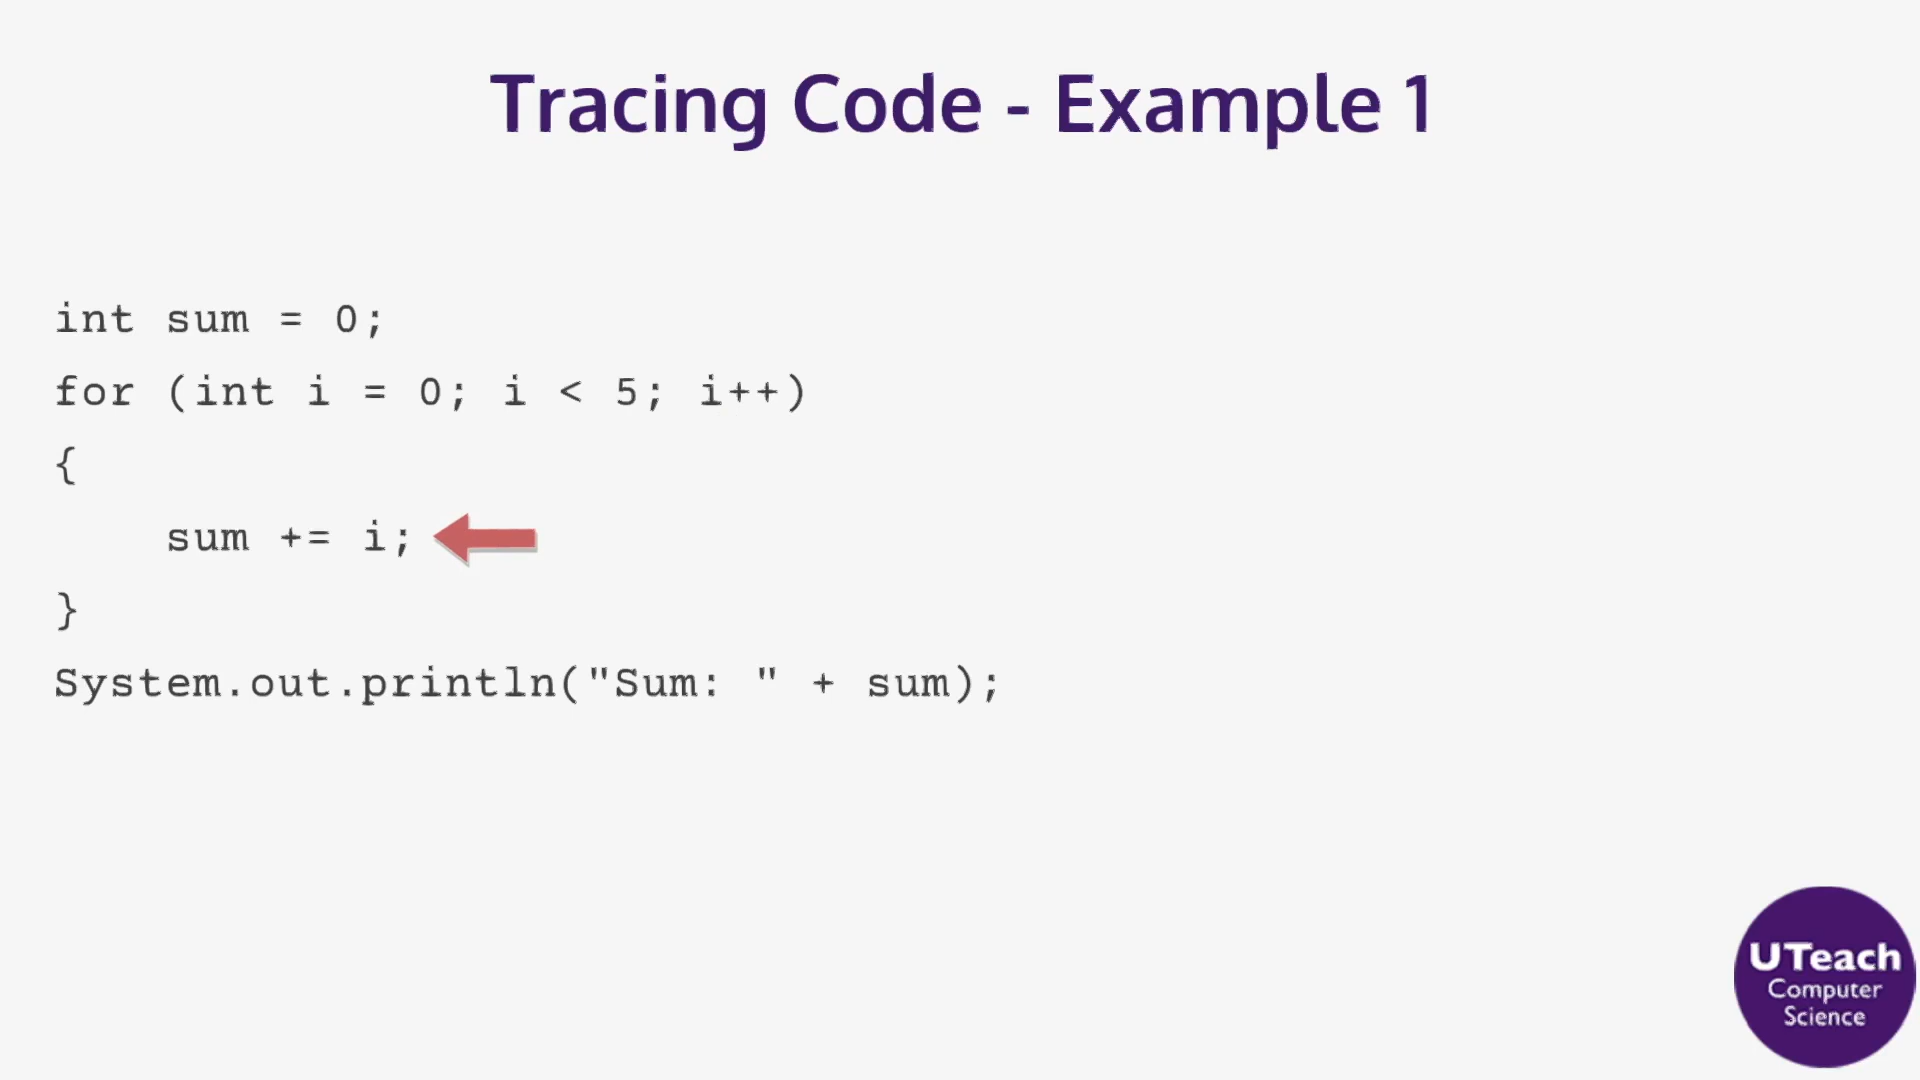 Tracing Code - Example 1
int sum = 0;
for (int i = 0; i < 5; i++)
{
    sum += i;
}
System.out.println("Sum: " + sum);
UTeach
Computer
Science